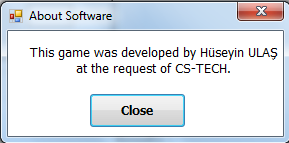 About Software
This game was developed by Hüseyin ULAŞ
at the request of CS-TECH.
Close